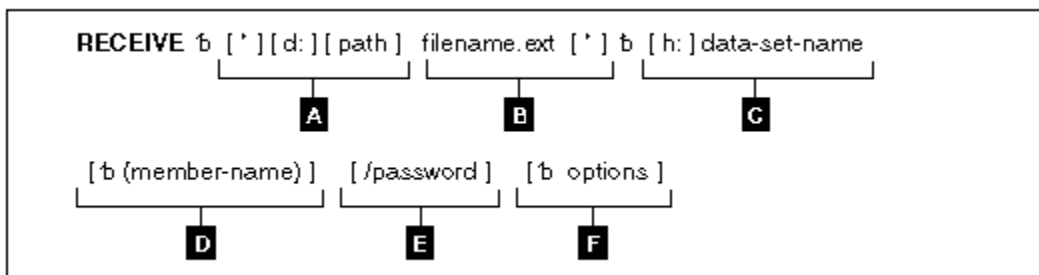 RECEIVE ƀ ['][d:][path] filename.ext ['] ƀ [h:]data-set-name
A B C
[ƀ (member-name)] [/password] [ƀ options]
D E F